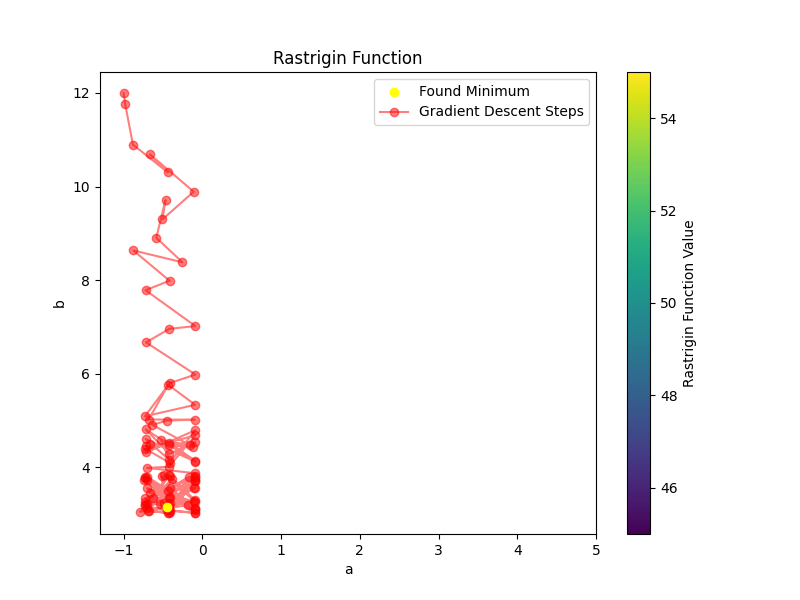 Rastrigin Function
Found Minimum
Gradient Descent Steps
12
10
8
6
4
b
−1
0
1
2
3
4
5
a
54
52
50
48
46
Rastrigin Function Value